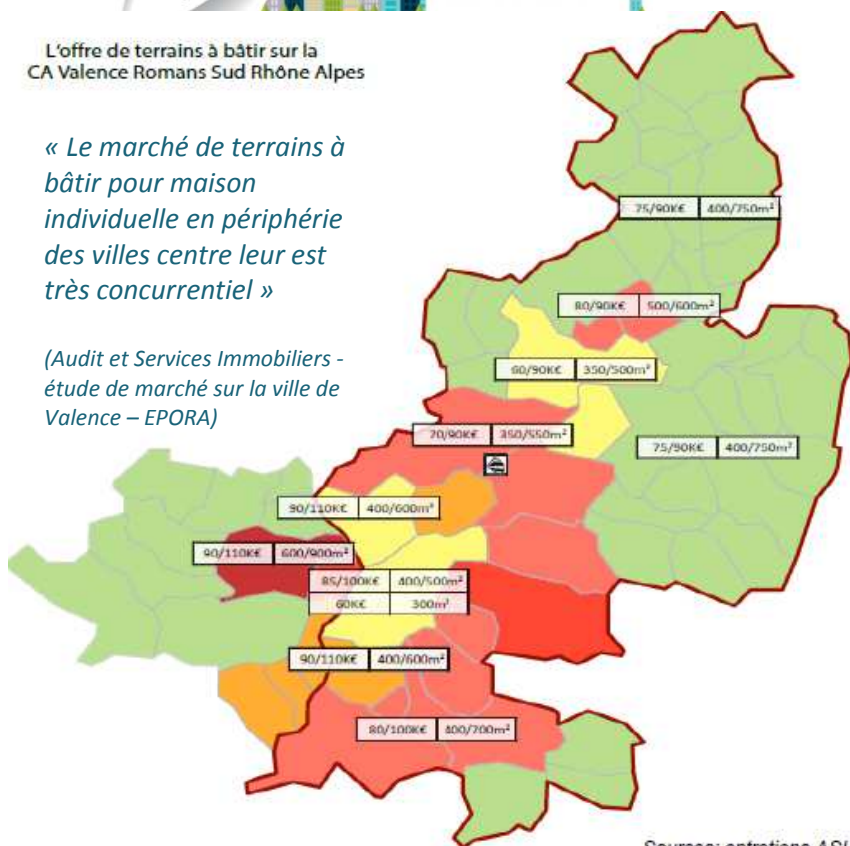 L'offre de terrains à bâtir sur la
CA Valence Romans Sud Rhône Alpes
« Le marché de terrains à
bâtir pour maison
individuelle en périphérie
des villes centre leur est
très concurrentiel »
(Audit et Services Immobiliers -
étude de marché sur la ville de
Valence – EPORA)
75/90K€ 400/750m²
80/90K€ 500/600m²
60/90K€ 350/500m²
70/90K€ 350/550m²
75/90K€ 400/750m²
90/110K€ 400/600m²
90/110K€ 600/900m²
85/100K€ 400/500m²
60K€ 300m²
90/110K€ 400/600m²
80/100K€ 400/700m²
Sources: entretiens